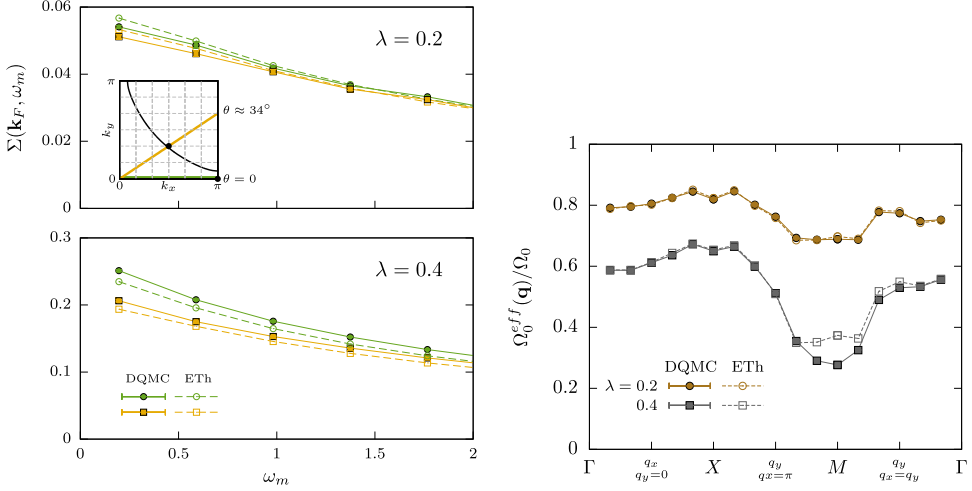 0.06
λ = 0.2
0.04
0.02
0
Σ(k_F, ω_m)
π
k_y
0
0
k_x
π
θ ≈ 34°
θ = 0
0.3
λ = 0.4
0.2
0.1
0
DQMC ETh
0 0.5 1 1.5 2
ω_m
1
0.8
0.6
0.4
0.2
0
Ω_0^{eff}(q)/Ω_0
DQMC ETh
λ = 0.2
0.4
Γ q_x X q_y M q_y Γ
q_y=0 q_x=π q_x=q_y